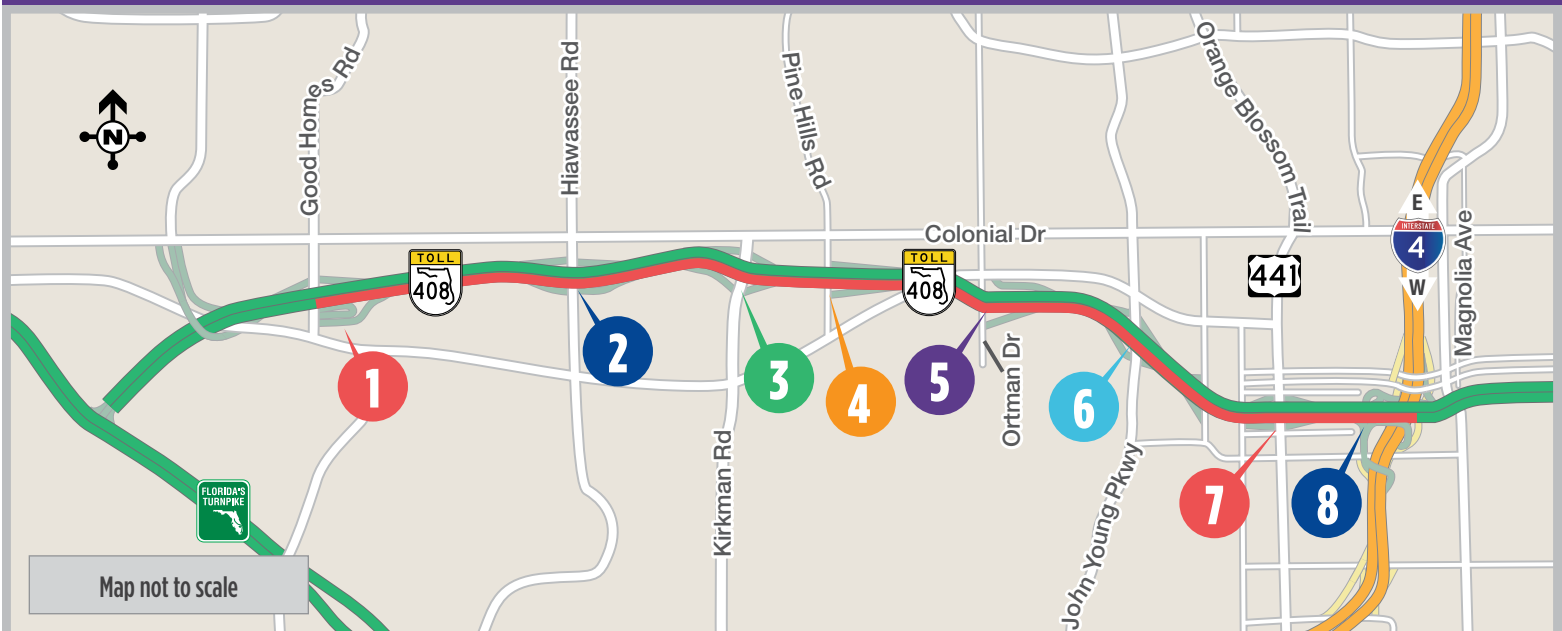 Good Homes Rd
Hiawassee Rd
Pine Hills Rd
Orange Blossom Trail
N
E
INTERSTATE
4
W
Magnolia Ave
Colonial Dr
TOLL
408
TOLL
408
441
1
2
3
4
5
6
7
8
Ortman Dr
Kirkman Rd
John Young Pkwy
FLORIDA'S
TURNPIKE
Map not to scale